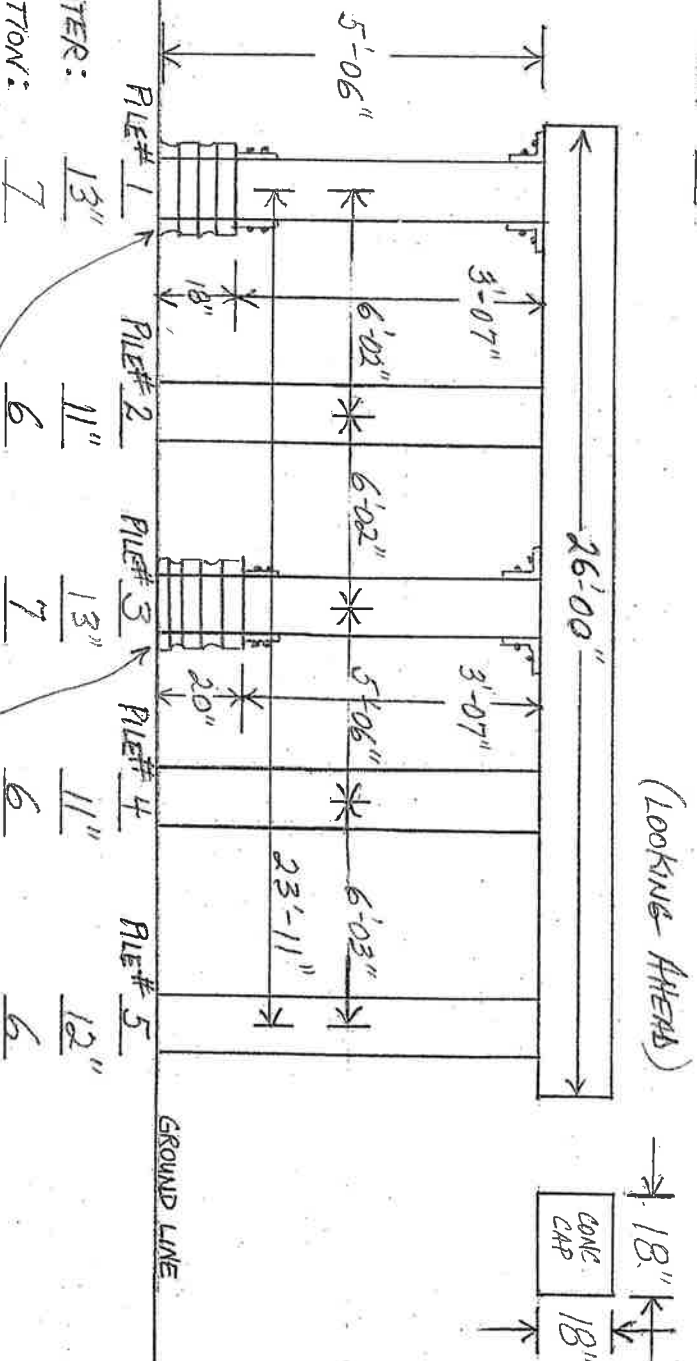 (LOOKING AHEAD)
26'-00"
18"
CONC.
CAP
18"
5'-06"
3'-07"
3'-07"
6'-02"
6'-02"
5'-06"
6'-03"
23'-11"
18"
20"
GROUND LINE
PILE# 1 PILE# 2 PILE# 3 PILE# 4 PILE# 5
TER: 13" 11" 13" 11" 12"
TION: 7 6 7 6 6